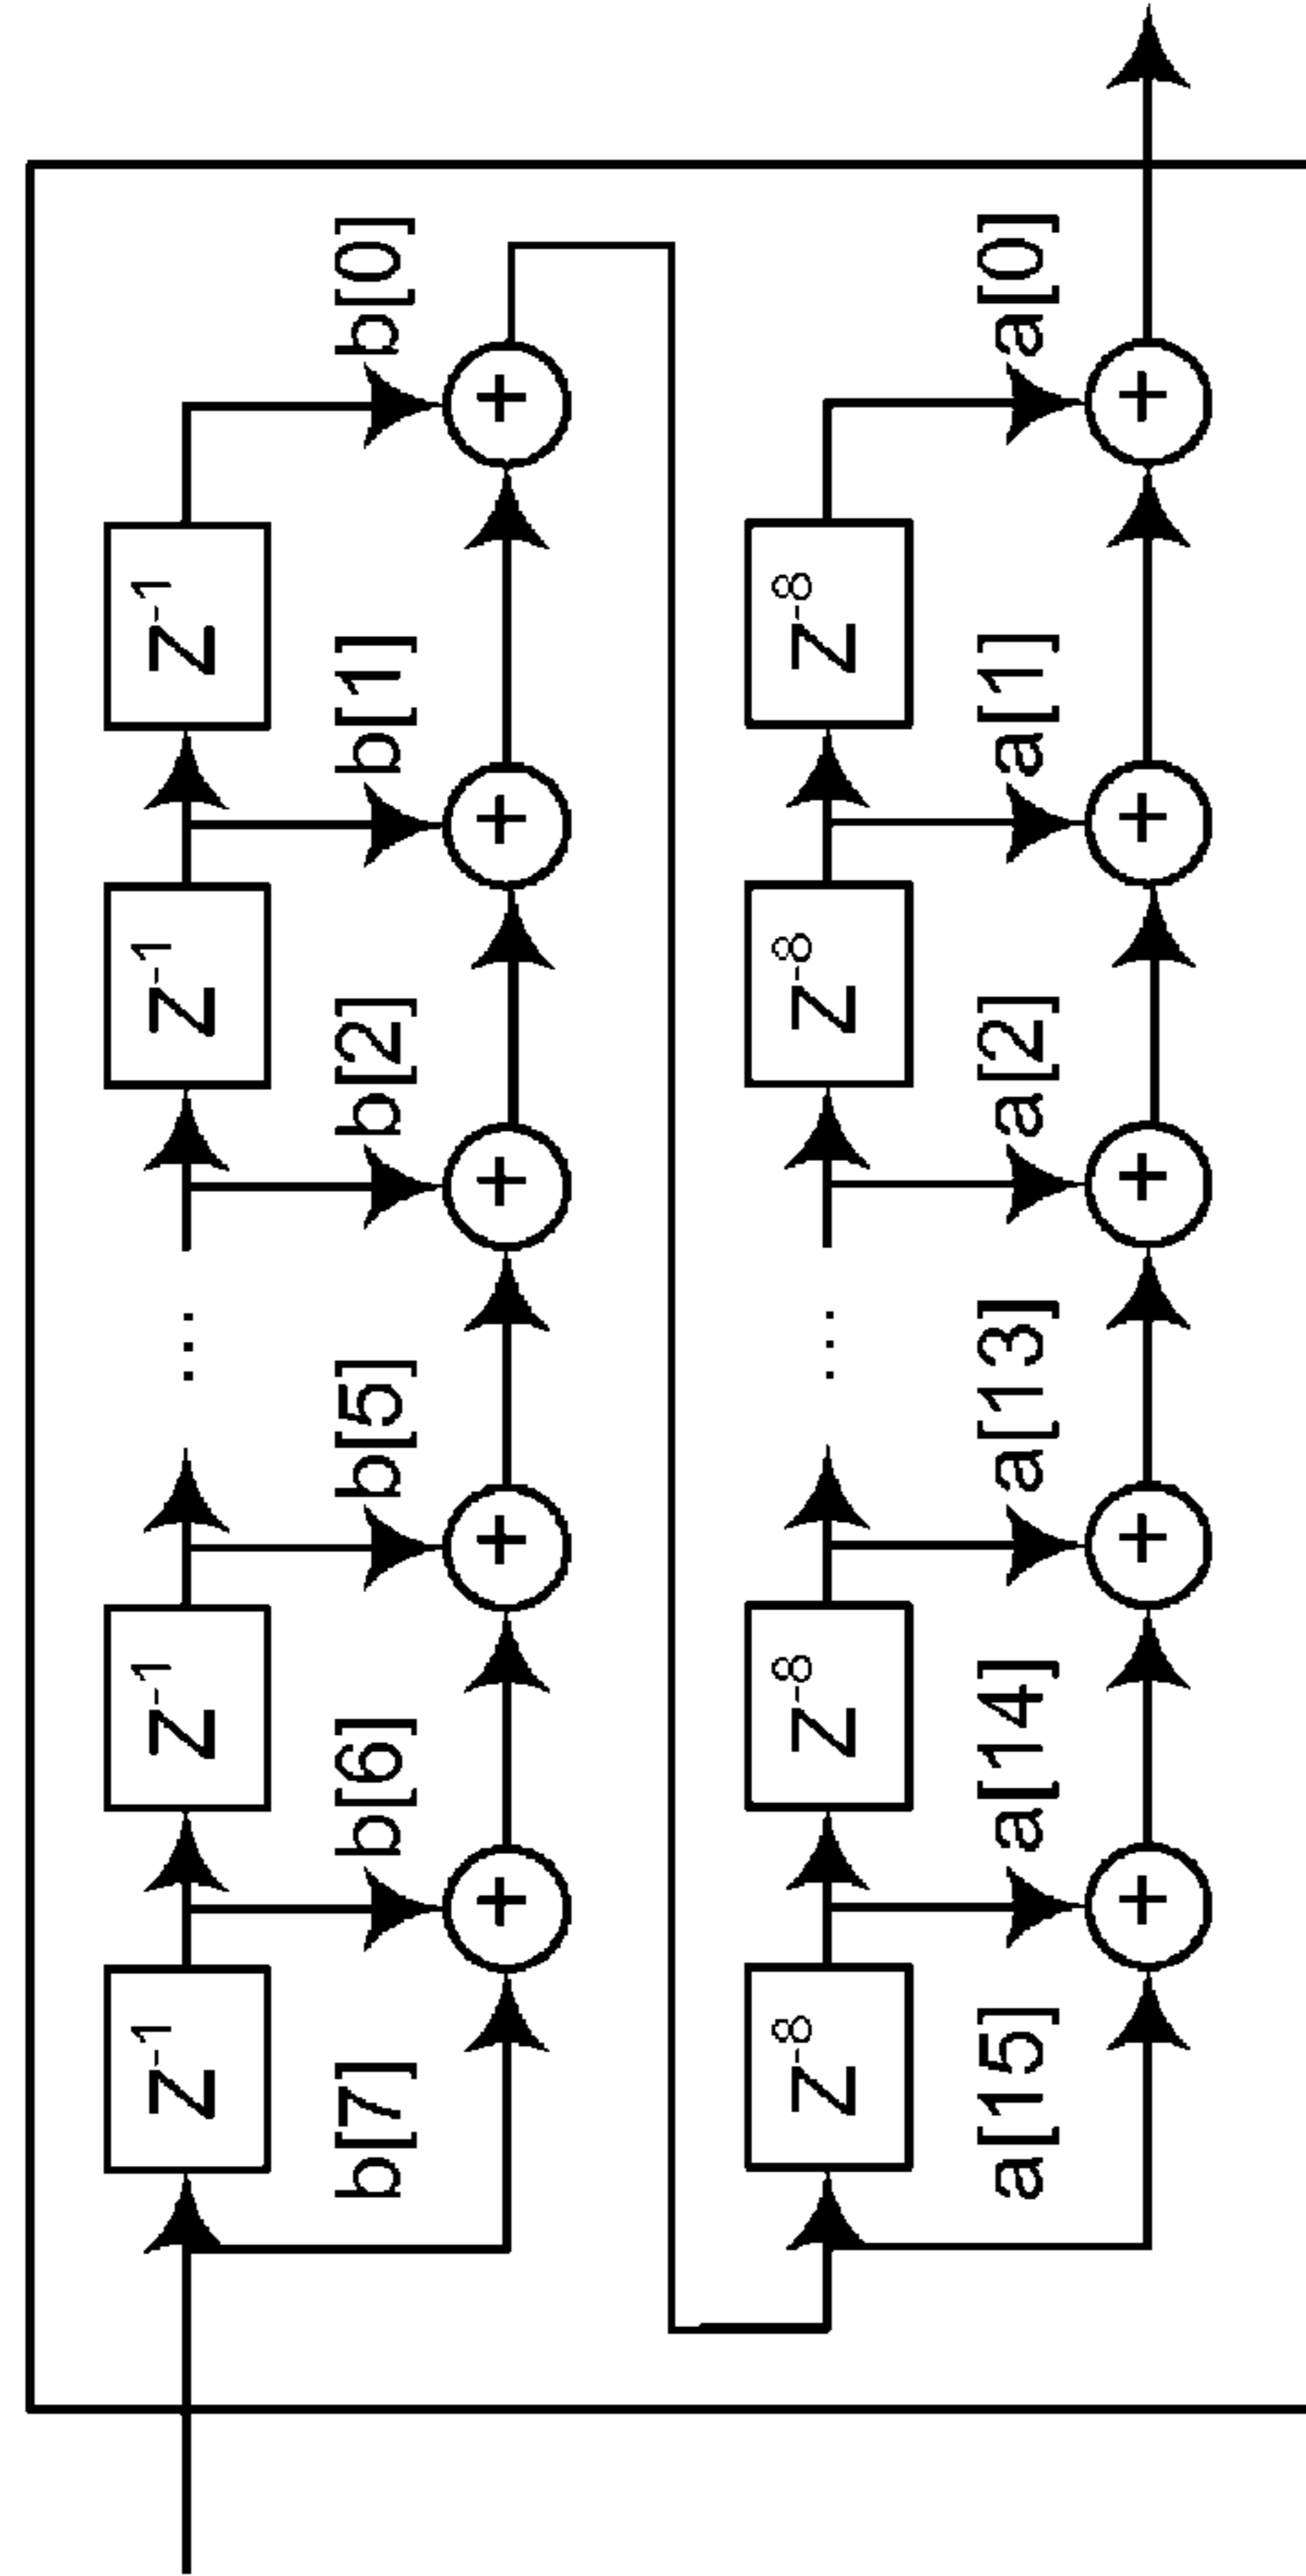 Z-1 Z-1 ... Z-1 Z-1
b[7] b[6] b[5] b[2] b[1] b[0]
+ + + + + +
Z-8 Z-8 ... Z-8 Z-8
a[15] a[14] a[13] a[2] a[1] a[0]
+ + + + + +